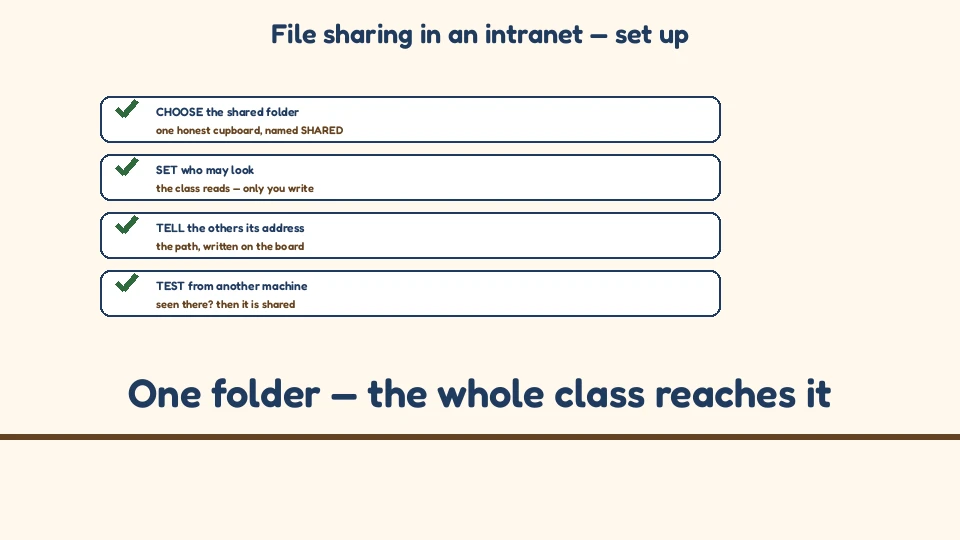 File sharing in an intranet — set up
CHOOSE the shared folder
one honest cupboard, named SHARED
SET who may look
the class reads — only you write
TELL the others its address
the path, written on the board
TEST from another machine
seen there? then it is shared
One folder — the whole class reaches it